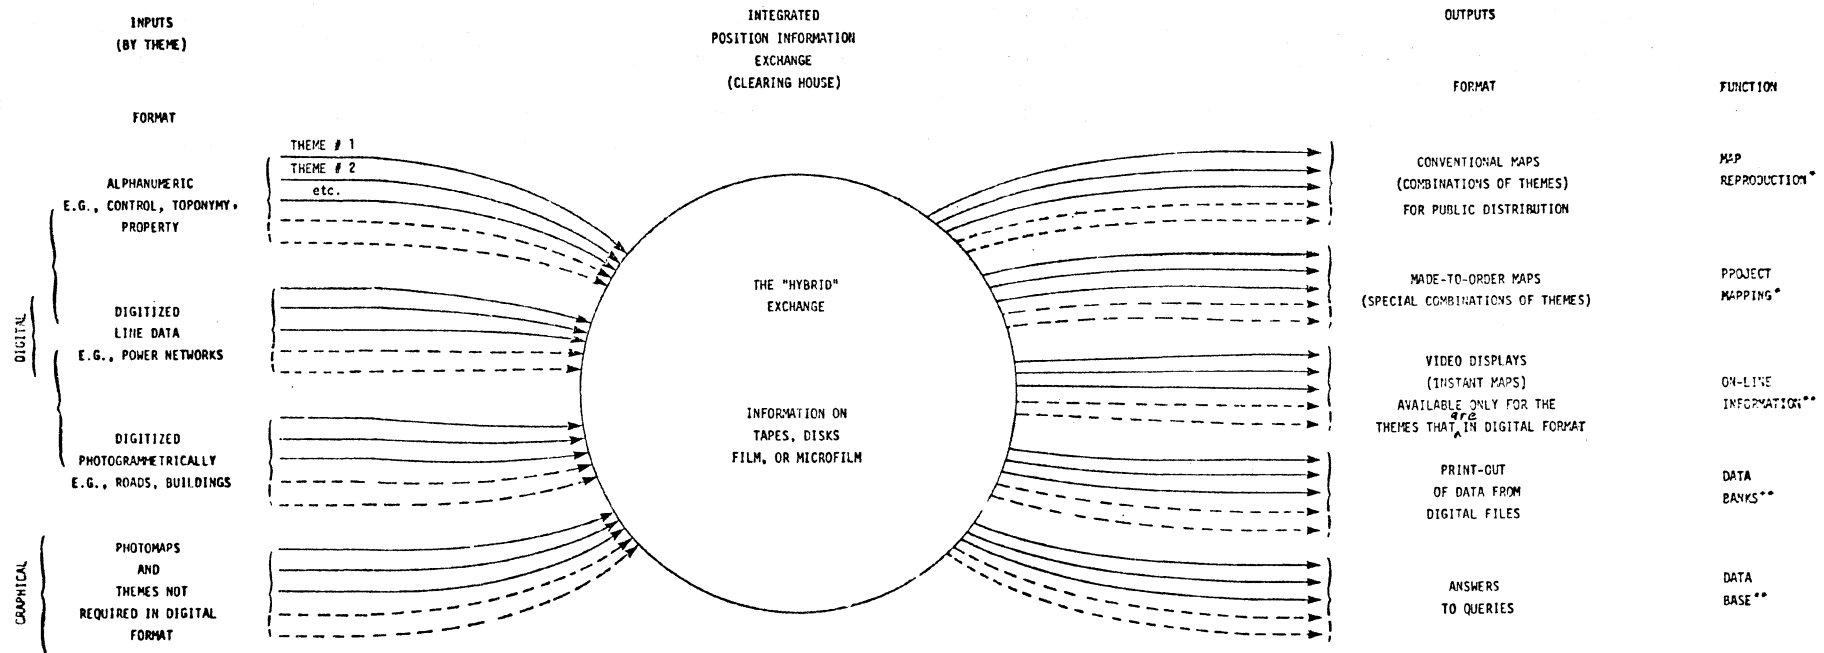 INPUTS
(BY THEME)
FORMAT
ALPHANUMERIC
E.G., CONTROL, TOPONYMY,
PROPERTY
DIGITIZED
LINE DATA
E.G., POWER NETWORKS
DIGITIZED
PHOTOGRAMMETRICALLY
E.G., ROADS, BUILDINGS
PHOTOMAPS
AND
THEMES NOT
REQUIRED IN DIGITAL
FORMAT
DIGITAL
GRAPHICAL
THEME # 1
THEME # 2
etc.
INTEGRATED
POSITION INFORMATION
EXCHANGE
(CLEARING HOUSE)
THE "HYBRID"
EXCHANGE
INFORMATION ON
TAPES, DISKS
FILM, OR MICROFILM
OUTPUTS
FORMAT
CONVENTIONAL MAPS
(COMBINATIONS OF THEMES)
FOR PUBLIC DISTRIBUTION
MADE-TO-ORDER MAPS
(SPECIAL COMBINATIONS OF THEMES)
VIDEO DISPLAYS
(INSTANT MAPS)
AVAILABLE ONLY FOR THE
THEMES THAT are IN DIGITAL FORMAT
PRINT-OUT
OF DATA FROM
DIGITAL FILES
ANSWERS
TO QUERIES
FUNCTION
MAP
REPRODUCTION*
PROJECT
MAPPING*
ON-LINE
INFORMATION**
DATA
BANKS**
DATA
BASE**